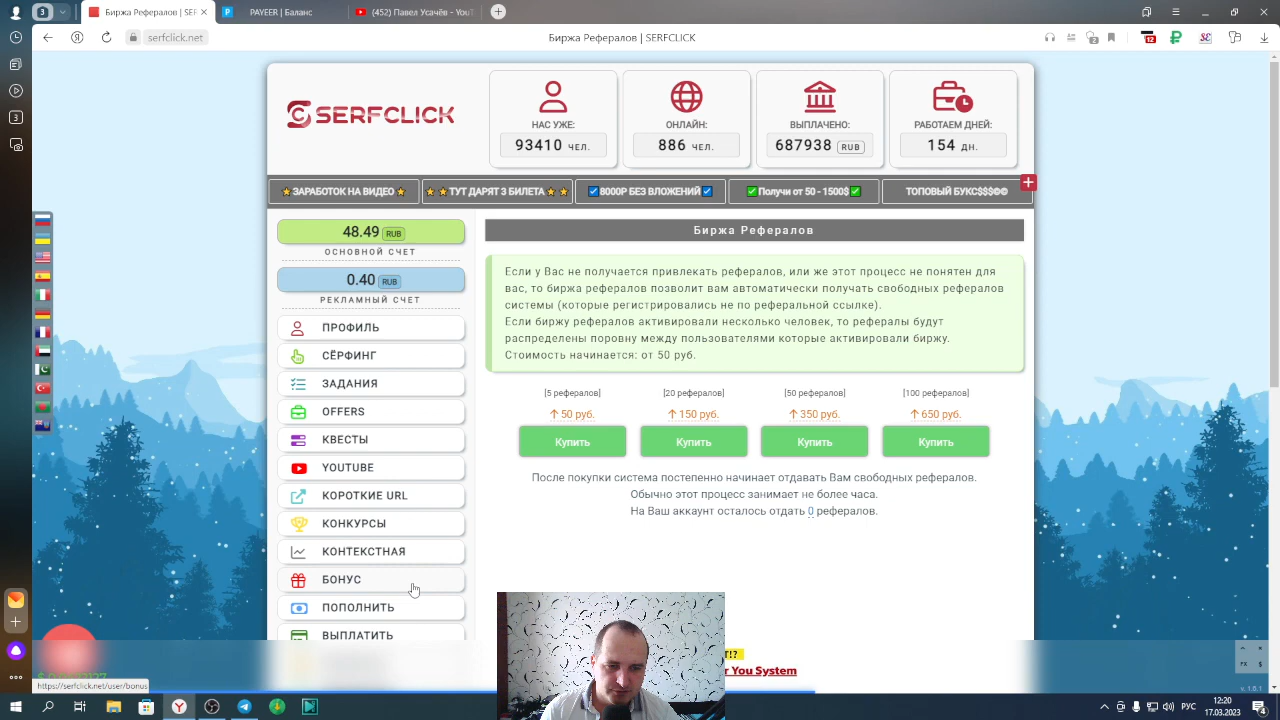 3
Браузер | SEF
PAYEER | Баланс
(452) Павел Усачёв – You
serfclick.net
Биржа Рефералов | SERFCLICK
SERFCLICK
НАС УЖЕ:
93410 ЧЕЛ.
ОНЛАЙН:
886 ЧЕЛ.
ВЫПЛАЧЕНО:
687938 RUB
РАБОТАЕМ ДНЕЙ:
154 ДН.
⭐ЗАРАБОТОК НА ВИДЕО⭐
⭐⭐ТУТ ДАРЯТ 3 БИЛЕТА⭐⭐
☑8000Р БЕЗ ВЛОЖЕНИЙ☑
✅Получи от 50 - 1500$✅
ТОПОВЫЙ БУКС$$$©©
48.49 RUB
ОСНОВНОЙ СЧЕТ
0.40 RUB
РЕКЛАМНЫЙ СЧЕТ
ПРОФИЛЬ
СЁРФИНГ
ЗАДАНИЯ
OFFERS
КВЕСТЫ
YOUTUBE
КОРОТКИЕ URL
КОНКУРСЫ
КОНТЕКСТНАЯ
БОНУС
ПОПОЛНИТЬ
ВЫПЛАТИТЬ
Биржа Рефералов
Если у Вас не получается привлекать рефералов, или же этот процесс не понятен для
вас, то биржа рефералов позволит вам автоматически получать свободных рефералов
системы (которые регистрировались не по реферальной ссылке).
Если биржу рефералов активировали несколько человек, то рефералы будут
распределены поровну между пользователями которые активировали биржу.
Стоимость начинается: от 50 руб.
[5 рефералов]
[20 рефералов]
[50 рефералов]
[100 рефералов]
↑ 50 руб.
↑ 150 руб.
↑ 350 руб.
↑ 650 руб.
Купить
Купить
Купить
Купить
После покупки система постепенно начинает отдавать Вам свободных рефералов.
Обычно этот процесс занимает не более часа.
На Ваш аккаунт осталось отдать 0 рефералов.
r You System
https://serfclick.net/user/bonus
v. 1.6.1
12:20
17.03.2023